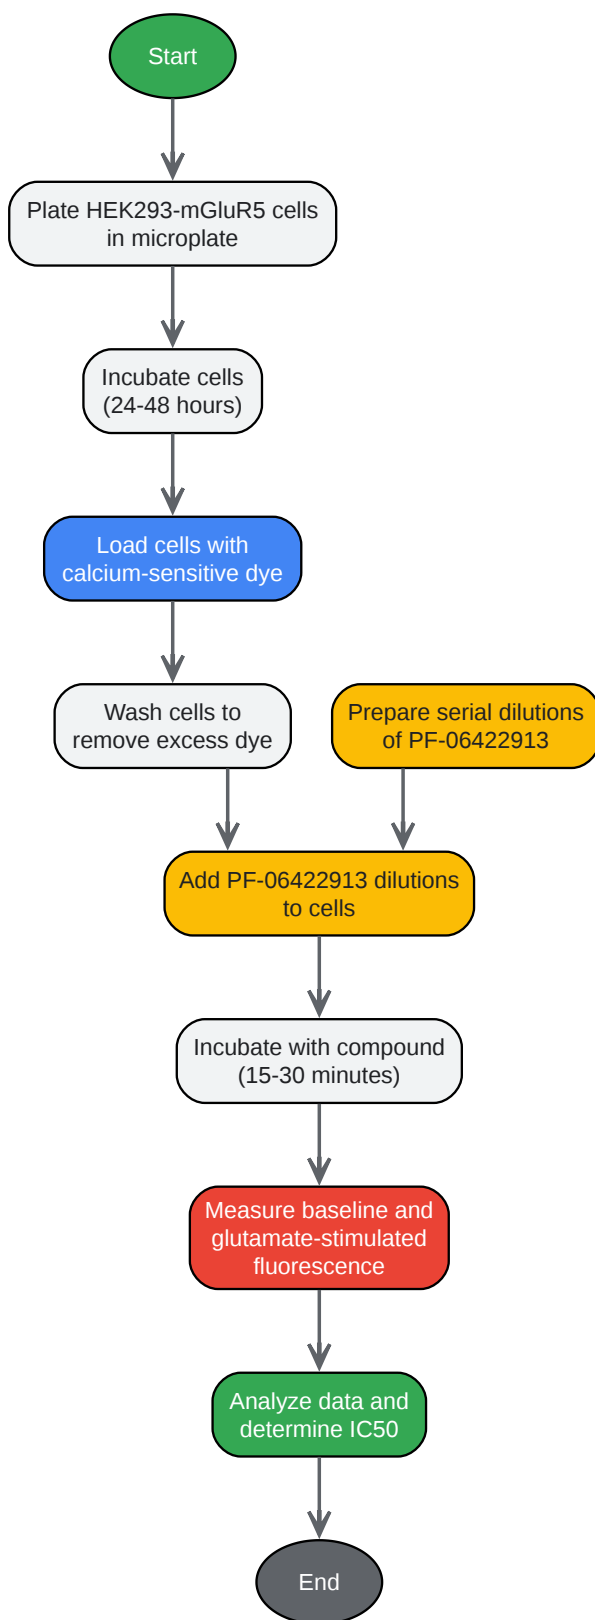 Start
Plate HEK293-mGluR5 cells
in microplate
Incubate cells
(24-48 hours)
Load cells with
calcium-sensitive dye
Wash cells to
remove excess dye
Prepare serial dilutions
of PF-06422913
Add PF-06422913 dilutions
to cells
Incubate with compound
(15-30 minutes)
Measure baseline and
glutamate-stimulated
fluorescence
Analyze data and
determine IC50
End